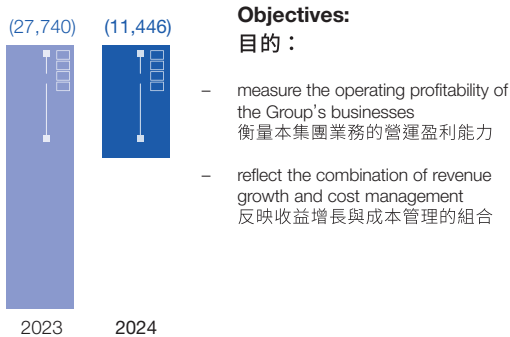 (27,740)
(11,446)
2023
2024
Objectives:
目的：
– measure the operating profitability of
the Group's businesses
衡量本集團業務的營運盈利能力
– reflect the combination of revenue
growth and cost management
反映收益增長與成本管理的組合